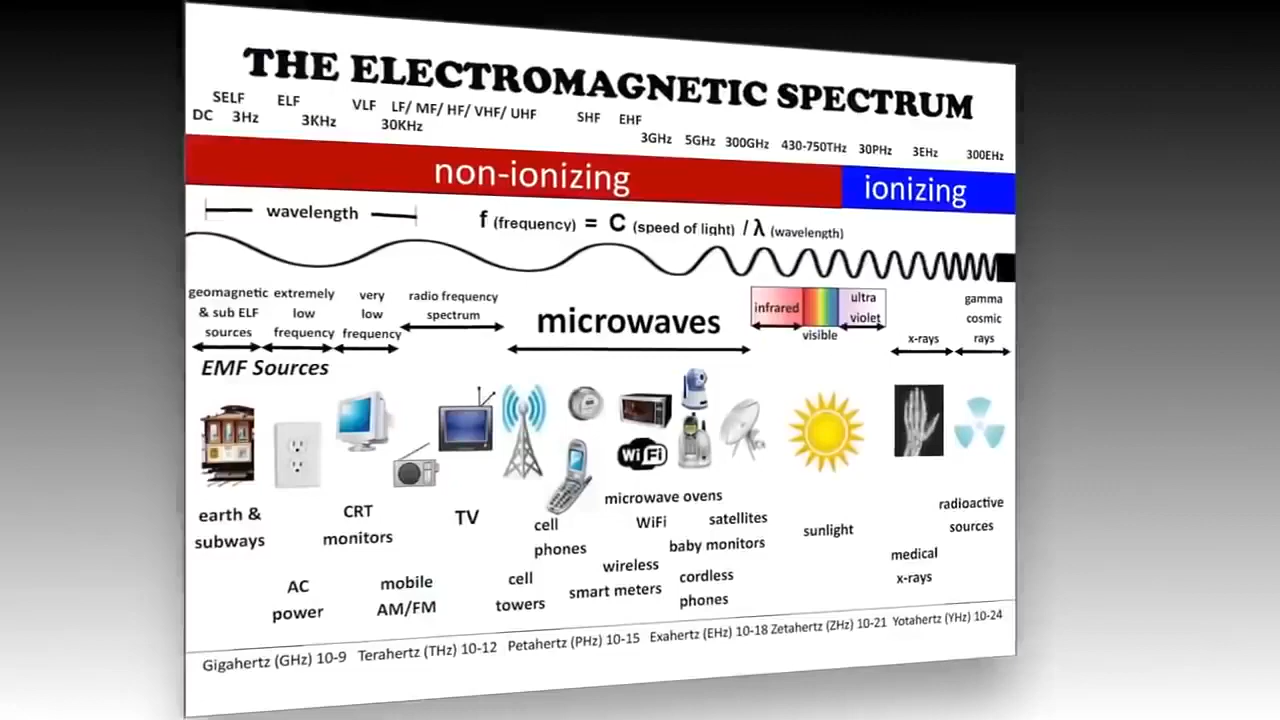 THE ELECTROMAGNETIC SPECTRUM
SELF ELF VLF LF/ MF/ HF/ VHF/ UHF SHF EHF
DC 3Hz 3KHz 30KHz 3GHz 5GHz 300GHz 430-750THz 30PHz 3EHz 300EHz
non-ionizing ionizing
wavelength
f (frequency) = C (speed of light) / λ (wavelength)
geomagnetic
& sub ELF
sources
extremely
low
frequency
very
low
frequency
radio frequency
spectrum
microwaves
infrared
visible
ultra
violet
x-rays
gamma
cosmic
rays
EMF Sources
WiFi
earth &
subways
AC
power
CRT
monitors
mobile
AM/FM
TV
cell
phones
cell
towers
microwave ovens
WiFi
wireless
smart meters
satellites
baby monitors
cordless
phones
sunlight
medical
x-rays
radioactive
sources
Gigahertz (GHz) 10-9 Terahertz (THz) 10-12 Petahertz (PHz) 10-15 Exahertz (EHz) 10-18 Zetahertz (ZHz) 10-21 Yotahertz (YHz) 10-24